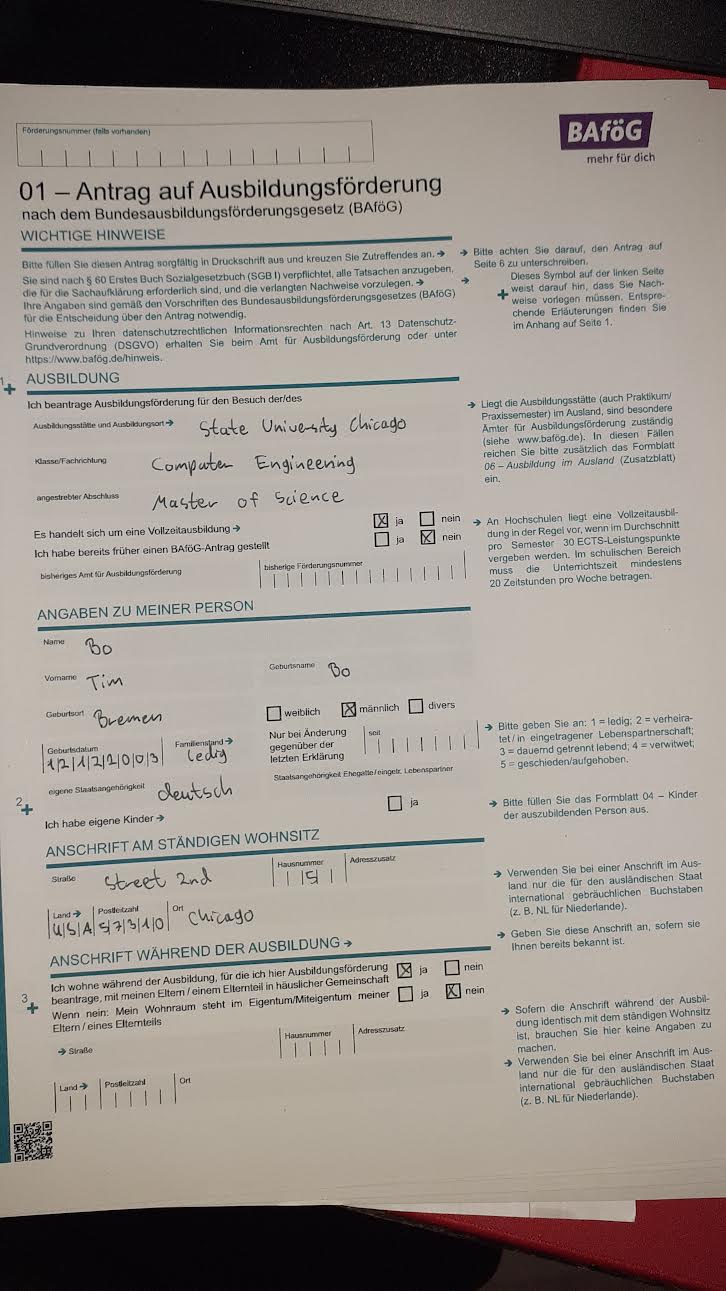 Förderungsnummer (falls vorhanden)
BAföG
mehr für dich
01 – Antrag auf Ausbildungsförderung
nach dem Bundesausbildungsförderungsgesetz (BAföG)
WICHTIGE HINWEISE
Bitte füllen Sie diesen Antrag sorgfältig in Druckschrift aus und kreuzen Sie Zutreffendes an. →
Sie sind nach § 60 Erstes Buch Sozialgesetzbuch (SGB I) verpflichtet, alle Tatsachen anzugeben,
die für die Sachaufklärung erforderlich sind, und die verlangten Nachweise vorzulegen. →
Ihre Angaben sind gemäß den Vorschriften des Bundesausbildungsförderungsgesetzes (BAföG)
für die Entscheidung über den Antrag notwendig.
Hinweise zu Ihren datenschutzrechtlichen Informationsrechten nach Art. 13 Datenschutz-
Grundverordnung (DSGVO) erhalten Sie beim Amt für Ausbildungsförderung oder unter
https://www.bafög.de/hinweis.
→ Bitte achten Sie darauf, den Antrag auf
Seite 6 zu unterschreiben.
→ Dieses Symbol auf der linken Seite
+ weist darauf hin, dass Sie Nach-
weise vorlegen müssen. Entspre-
chende Erläuterungen finden Sie
im Anhang auf Seite 1.
1 +
AUSBILDUNG
Ich beantrage Ausbildungsförderung für den Besuch der/des
Ausbildungsstätte und Ausbildungsort → State University Chicago
Klasse/Fachrichtung Computer Engineering
angestrebter Abschluss Master of Science
→ Liegt die Ausbildungsstätte (auch Praktikum/
Praxissemester) im Ausland, sind besondere
Ämter für Ausbildungsförderung zuständig
(siehe www.bafög.de). In diesen Fällen
reichen Sie bitte zusätzlich das Formblatt
06 – Ausbildung im Ausland (Zusatzblatt)
ein.
Es handelt sich um eine Vollzeitausbildung → X ja nein
Ich habe bereits früher einen BAföG-Antrag gestellt ja X nein
bisheriges Amt für Ausbildungsförderung bisherige Förderungsnummer
→ An Hochschulen liegt eine Vollzeitausbil-
dung in der Regel vor, wenn im Durchschnitt
pro Semester 30 ECTS-Leistungspunkte
vergeben werden. Im schulischen Bereich
muss die Unterrichtszeit mindestens
20 Zeitstunden pro Woche betragen.
ANGABEN ZU MEINER PERSON
Name Bo
Vorname Tim Geburtsname Bo
Geburtsort Bremen weiblich X männlich divers
Geburtsdatum Familienstand →
12122003 ledig
Nur bei Änderung
gegenüber der
letzten Erklärung
seit
→ Bitte geben Sie an: 1 = ledig; 2 = verheira-
tet / in eingetragener Lebenspartnerschaft;
3 = dauernd getrennt lebend; 4 = verwitwet;
5 = geschieden/aufgehoben.
2 +
eigene Staatsangehörigkeit deutsch Staatsangehörigkeit Ehegatte/eingetr. Lebenspartner
Ich habe eigene Kinder → ja
→ Bitte füllen Sie das Formblatt 04 – Kinder
der auszubildenden Person aus.
ANSCHRIFT AM STÄNDIGEN WOHNSITZ
Straße Street 2nd Hausnummer 5 Adresszusatz
Land → Postleitzahl Ort
USA 57310 Chicago
→ Verwenden Sie bei einer Anschrift im Aus-
land nur die für den ausländischen Staat
international gebräuchlichen Buchstaben
(z. B. NL für Niederlande).
→ Geben Sie diese Anschrift an, sofern sie
Ihnen bereits bekannt ist.
ANSCHRIFT WÄHREND DER AUSBILDUNG →
3 +
Ich wohne während der Ausbildung, für die ich hier Ausbildungsförderung X ja nein
beantrage, mit meinen Eltern / einem Elternteil in häuslicher Gemeinschaft
Wenn nein: Mein Wohnraum steht im Eigentum/Miteigentum meiner ja X nein
Eltern / eines Elternteils
→ Straße Hausnummer Adresszusatz
Land → Postleitzahl Ort
→ Sofern die Anschrift während der Ausbil-
dung identisch mit dem ständigen Wohnsitz
ist, brauchen Sie hier keine Angaben zu
machen.
→ Verwenden Sie bei einer Anschrift im Aus-
land nur die für den ausländischen Staat
international gebräuchlichen Buchstaben
(z. B. NL für Niederlande).